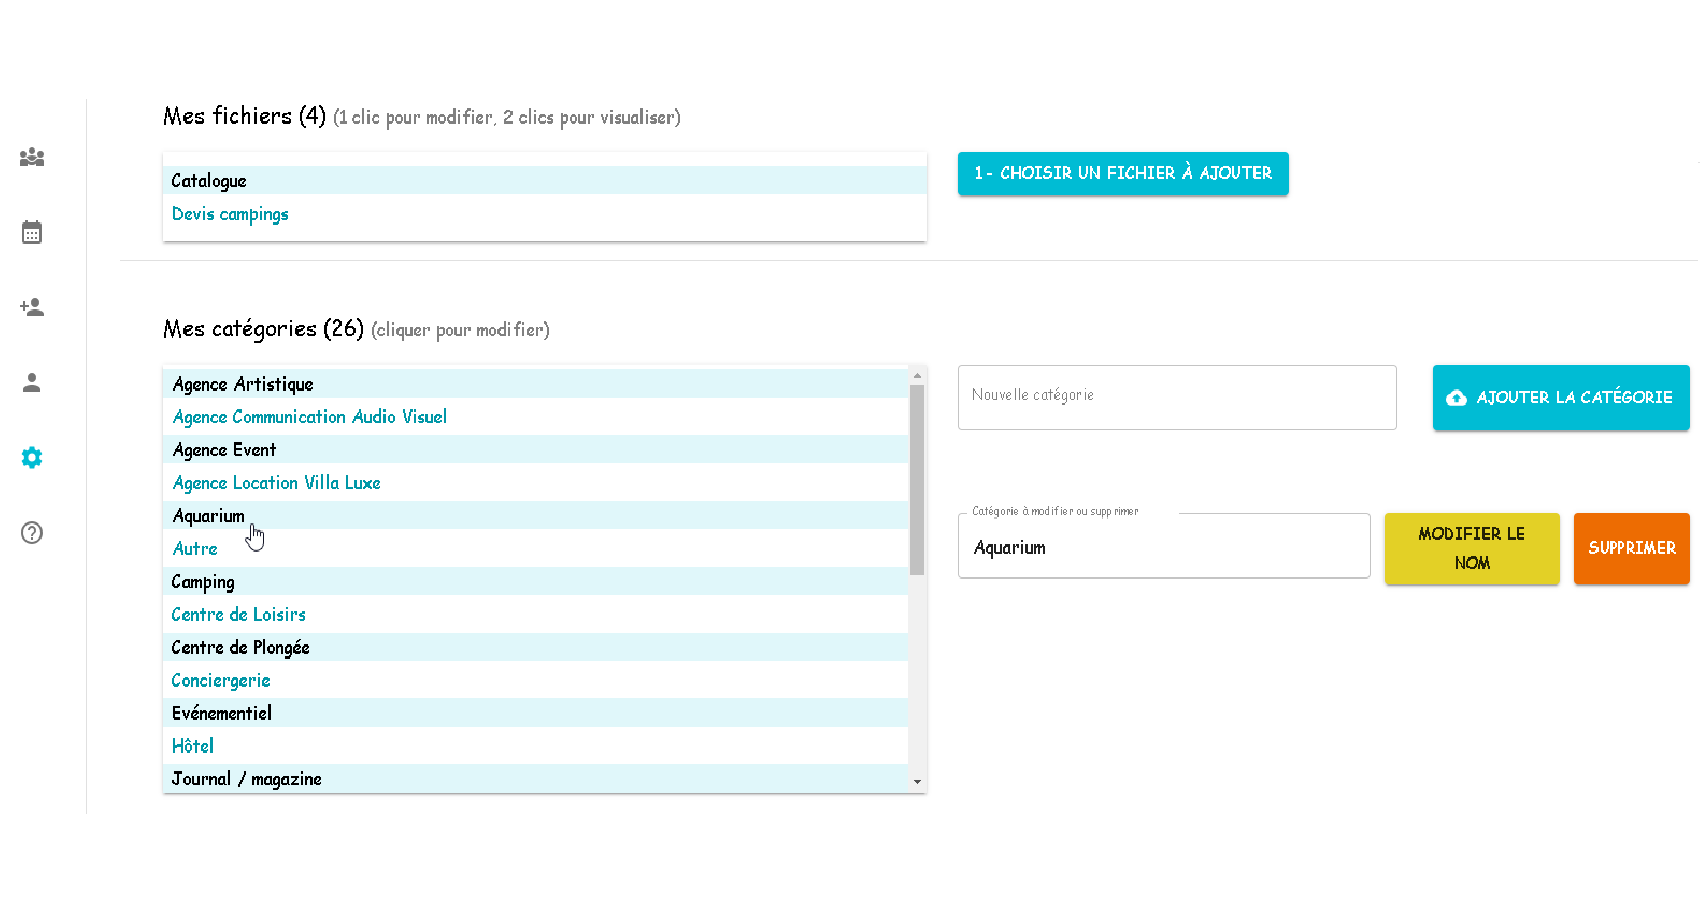 Mes fichiers (4) (1 clic pour modifier, 2 clics pour visualiser)
Catalogue
Devis campings
1 - CHOISIR UN FICHIER À AJOUTER
Mes catégories (26) (cliquer pour modifier)
Agence Artistique
Agence Communication Audio Visuel
Agence Event
Agence Location Villa Luxe
Aquarium
Autre
Camping
Centre de Loisirs
Centre de Plongée
Conciergerie
Evénementiel
Hôtel
Journal / magazine
Nouvelle catégorie
AJOUTER LA CATÉGORIE
Catégorie à modifier ou supprimer
Aquarium
MODIFIER LE
NOM
SUPPRIMER